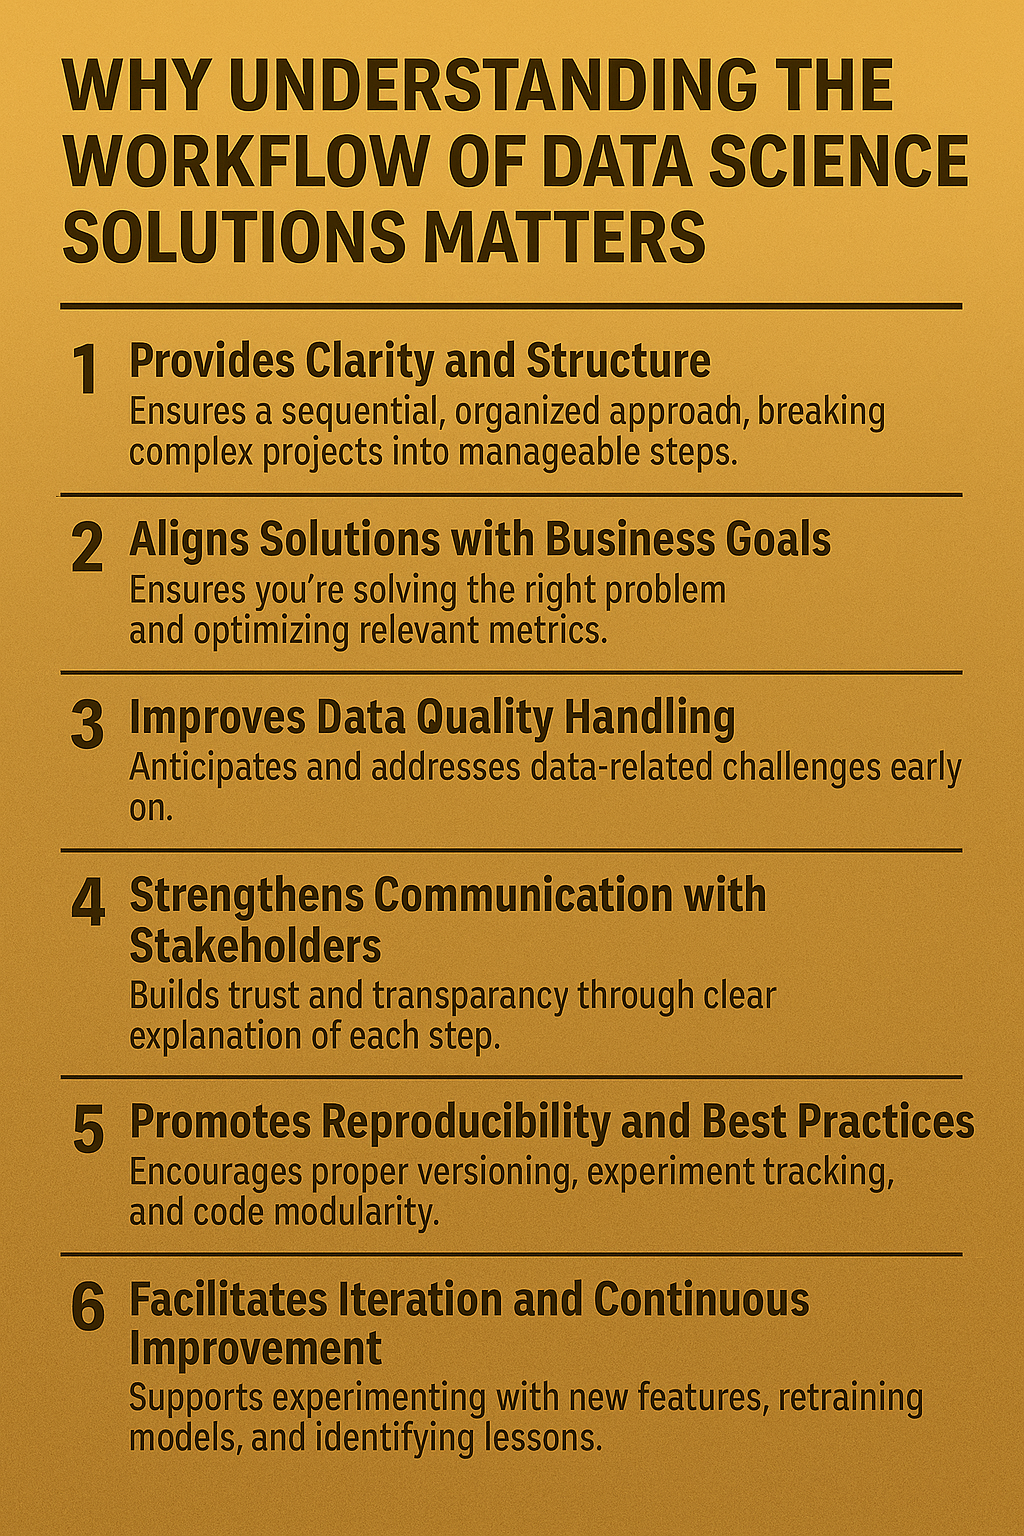 WHY UNDERSTANDING THE
WORKFLOW OF DATA SCIENCE
SOLUTIONS MATTERS
1 Provides Clarity and Structure
Ensures a sequential, organized approach, breaking
complex projects into manageable steps.
2 Aligns Solutions with Business Goals
Ensures you're solving the right problem
and optimizing relevant metrics.
3 Improves Data Quality Handling
Anticipates and addresses data-related challenges early
on.
4 Strengthens Communication with
Stakeholders
Builds trust and transparancy through clear
explanation of each step.
5 Promotes Reproducibility and Best Practices
Encourages proper versioning, experiment tracking,
and code modularity.
6 Facilitates Iteration and Continuous
Improvement
Supports experimenting with new features, retraining
models, and identifying lessons.